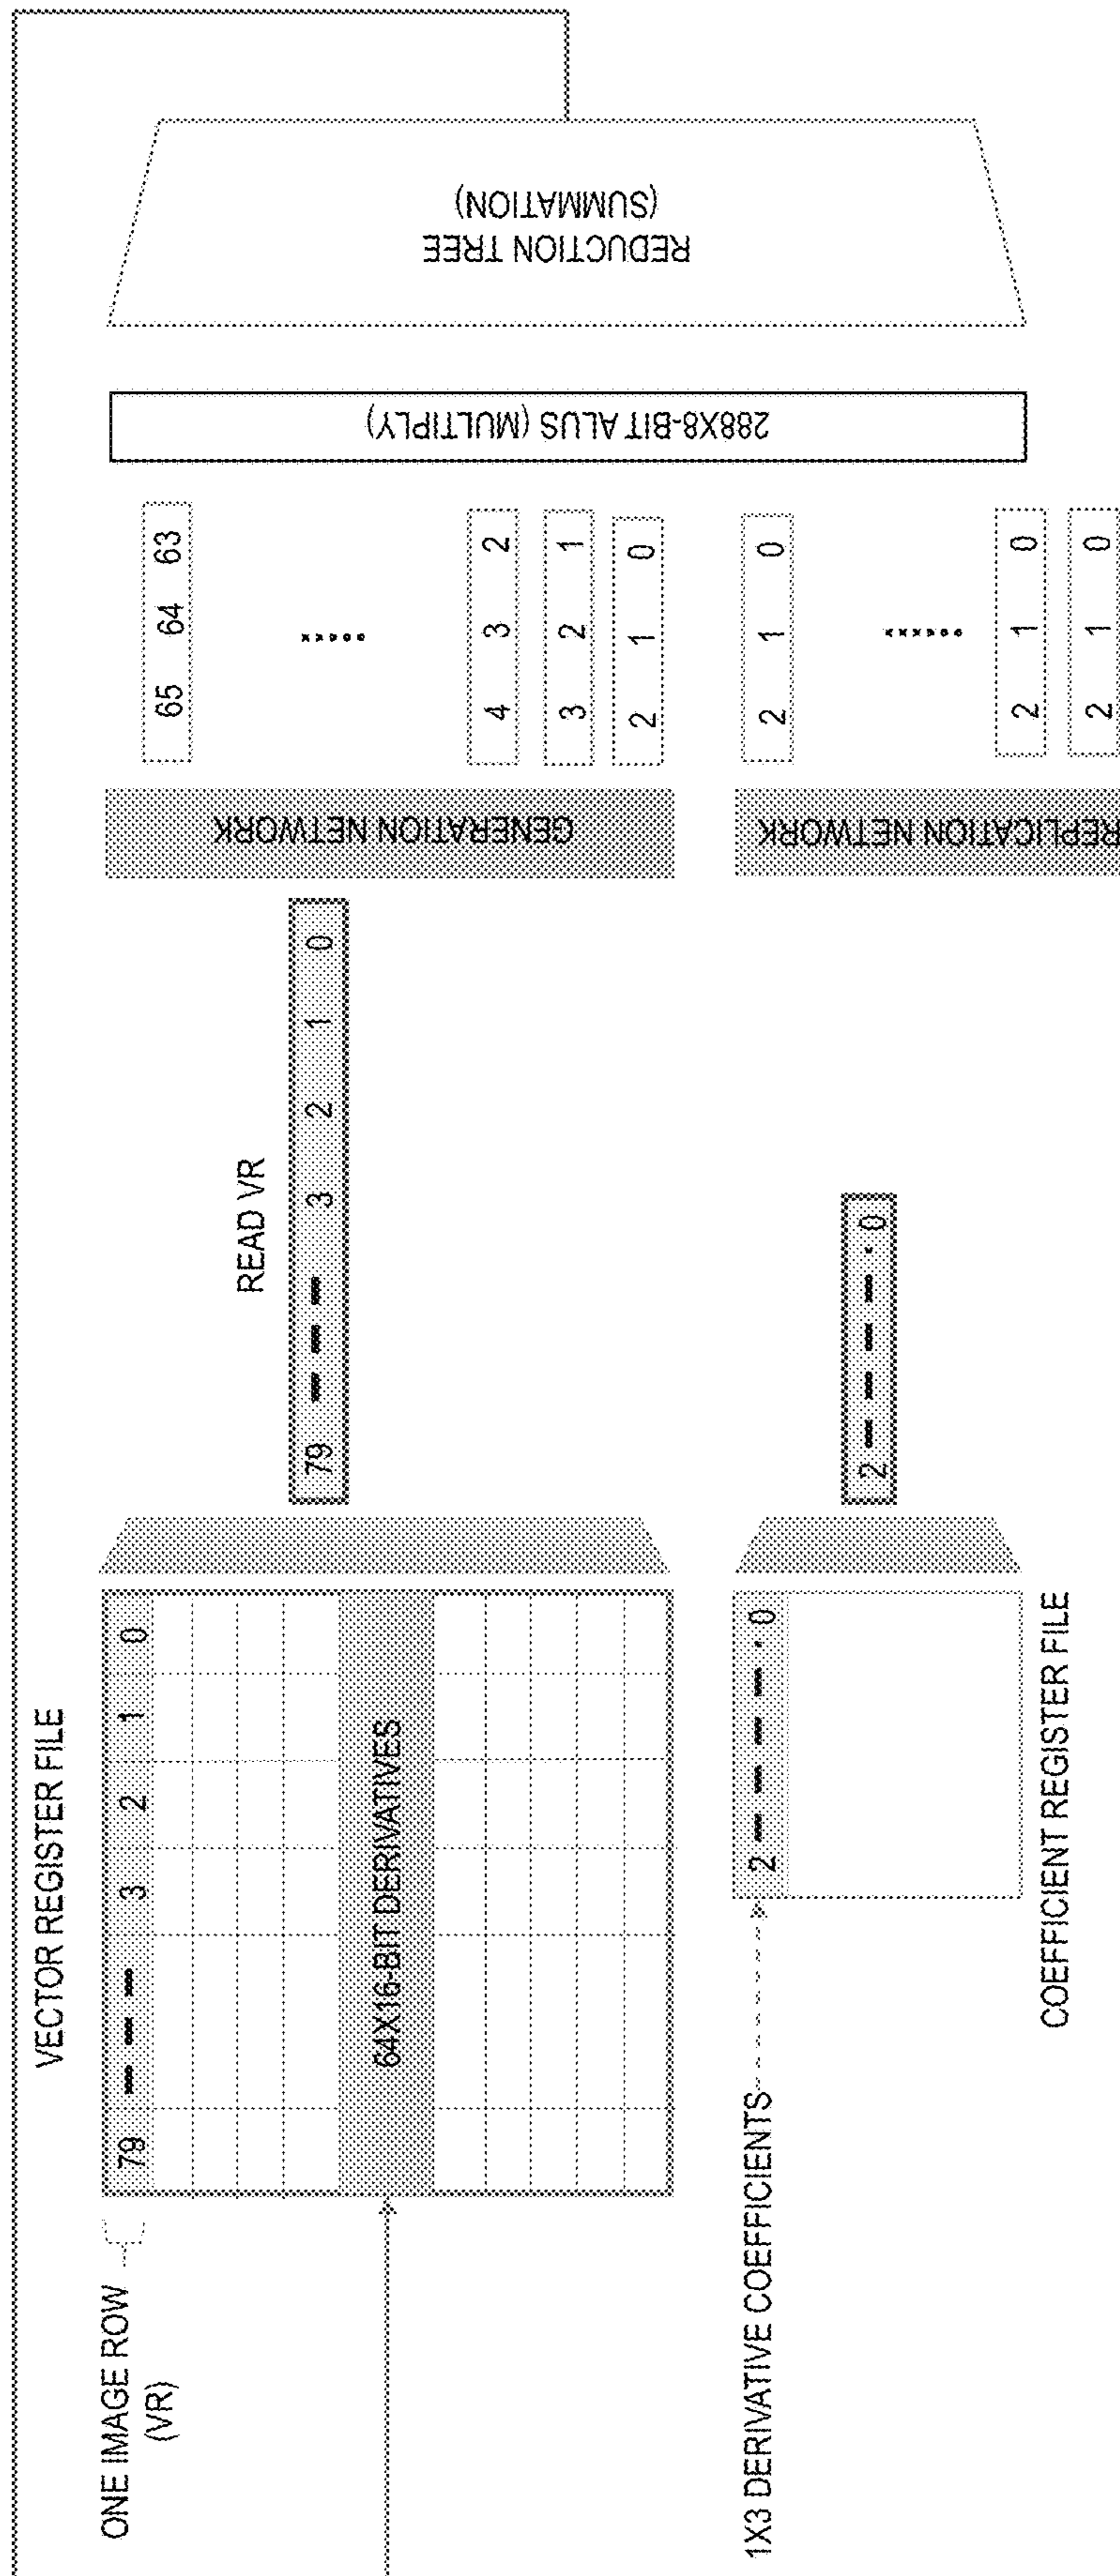 VECTOR REGISTER FILE
ONE IMAGE ROW
(VR)
79 3 2 1 0
64X16-BIT DERIVATIVES
READ VR
79 3 2 1 0
GENERATION NETWORK
65 64 63
4 3 2
3 2 1
2 1 0
1X3 DERIVATIVE COEFFICIENTS
2 0
COEFFICIENT REGISTER FILE
2 0
REPLICATION NETWORK
2 1 0
2 1 0
2 1 0
288X8-BIT ALUS (MULTIPLY)
REDUCTION TREE
(SUMMATION)